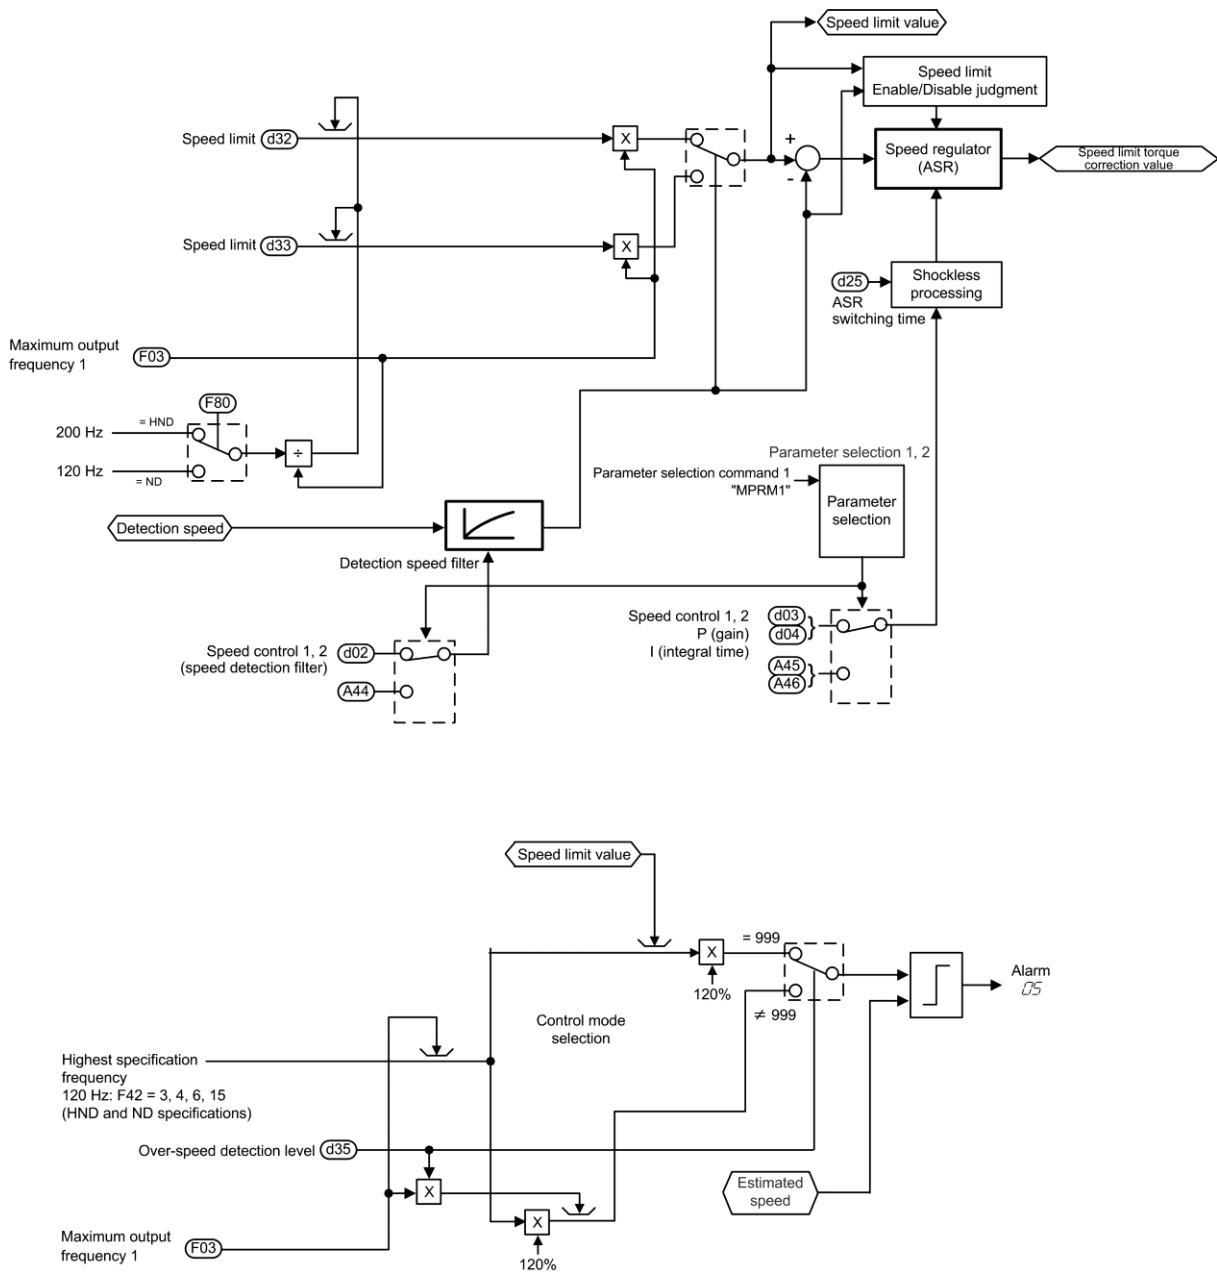 Speed limit value
Speed limit
Enable/Disable judgment
Speed limit d32
X
+
-
Speed regulator
(ASR)
Speed limit torque
correction value
Speed limit d33
X
d25
ASR
switching time
Shockless
processing
Maximum output
frequency 1
F03
F80
200 Hz
= HND
120 Hz
= ND
÷
Parameter selection 1, 2
Parameter selection command 1
"MPRM1"
Parameter
selection
Detection speed
Detection speed filter
Speed control 1, 2
(speed detection filter)
d02
A44
Speed control 1, 2
P (gain)
I (integral time)
d03
d04
}
A45
A46
}
Speed limit value
X
120%
= 999
≠ 999
Alarm
OS
Control mode
selection
Highest specification
frequency
120 Hz: F42 = 3, 4, 6, 15
(HND and ND specifications)
Over-speed detection level d35
X
Estimated
speed
X
120%
Maximum output
frequency 1
F03